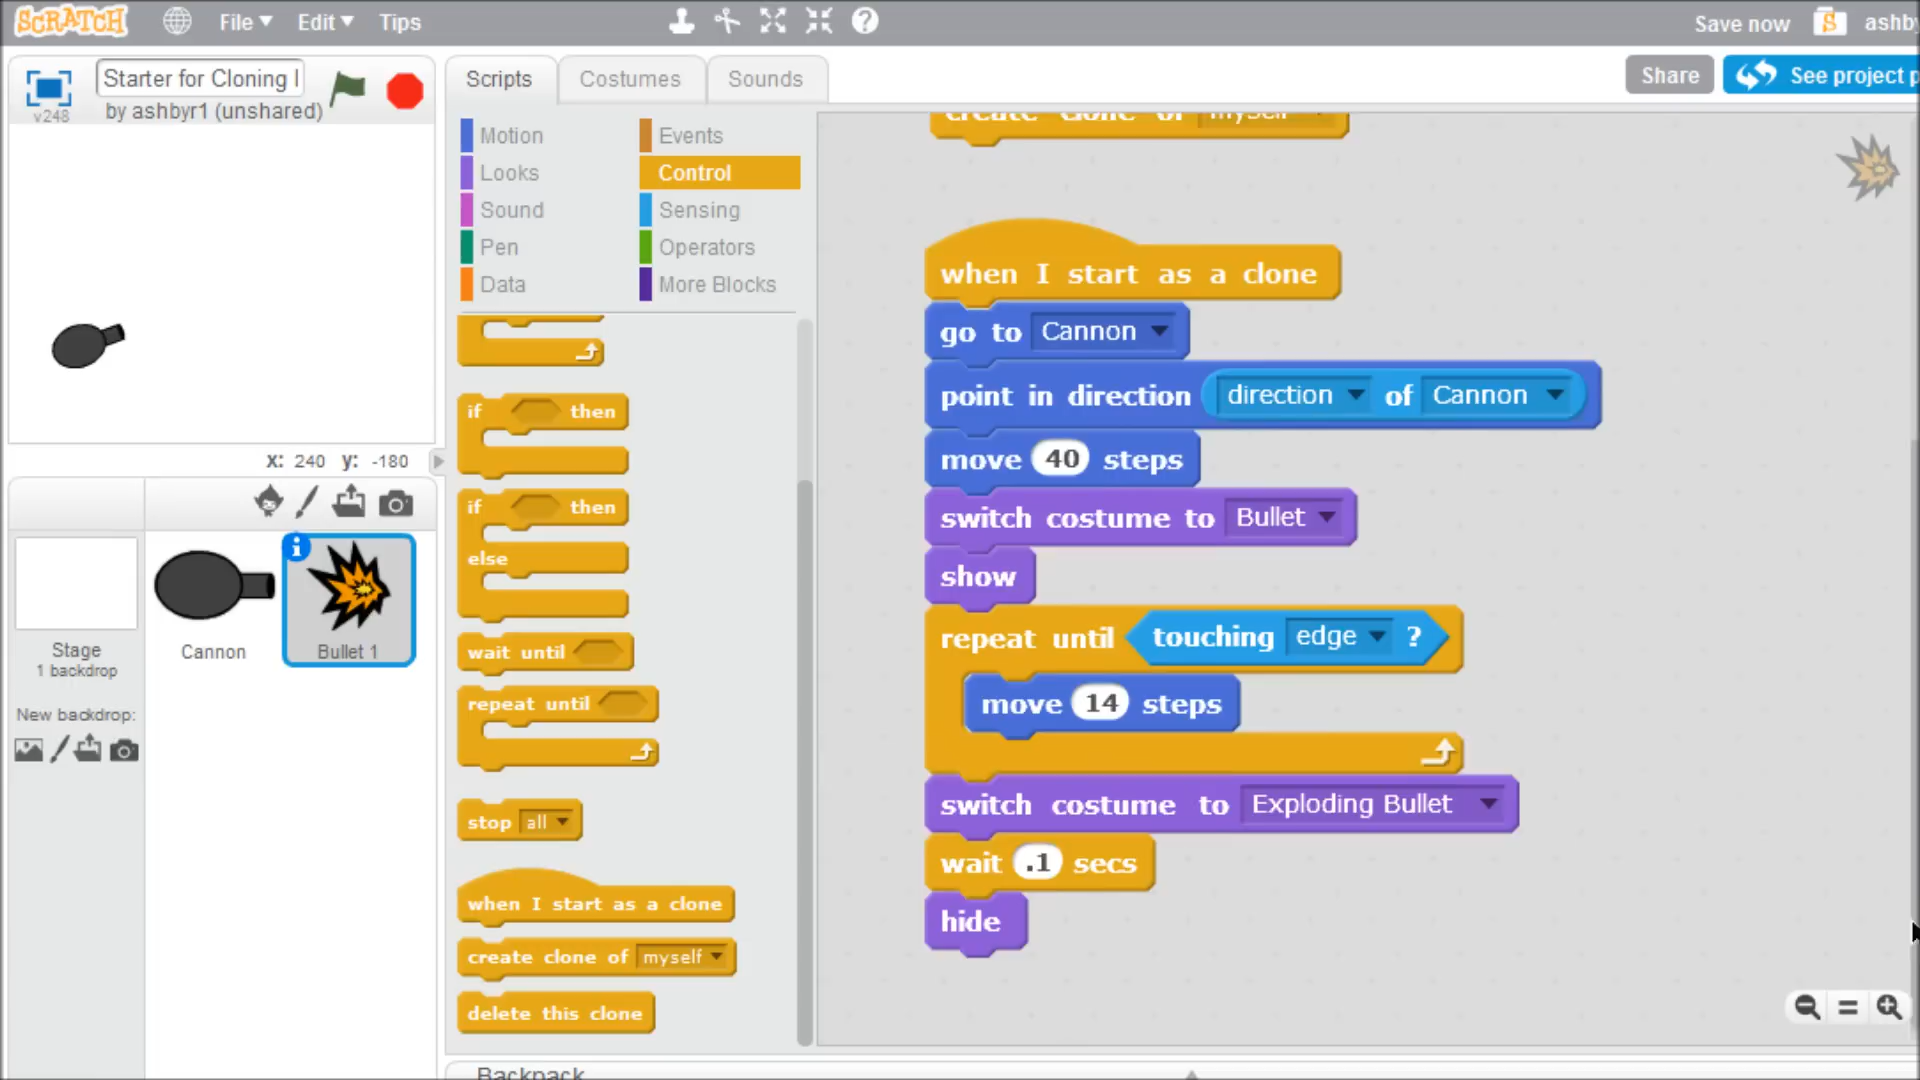 SCRATCH
File
Edit
Tips
Save now
S
ashby
v248
Starter for Cloning I
by ashbyr1 (unshared)
Scripts
Costumes
Sounds
Share
See project p
Motion
Looks
Sound
Pen
Data
Events
Control
Sensing
Operators
More Blocks
if then
if then
else
wait until
repeat until
stop all
when I start as a clone
create clone of myself
delete this clone
create clone of myself
when I start as a clone
go to Cannon
point in direction direction of Cannon
move 40 steps
switch costume to Bullet
show
repeat until touching edge ?
move 14 steps
switch costume to Exploding Bullet
wait .1 secs
hide
x: 240 y: -180
Stage
1 backdrop
New backdrop:
Cannon
Bullet 1
Backpack